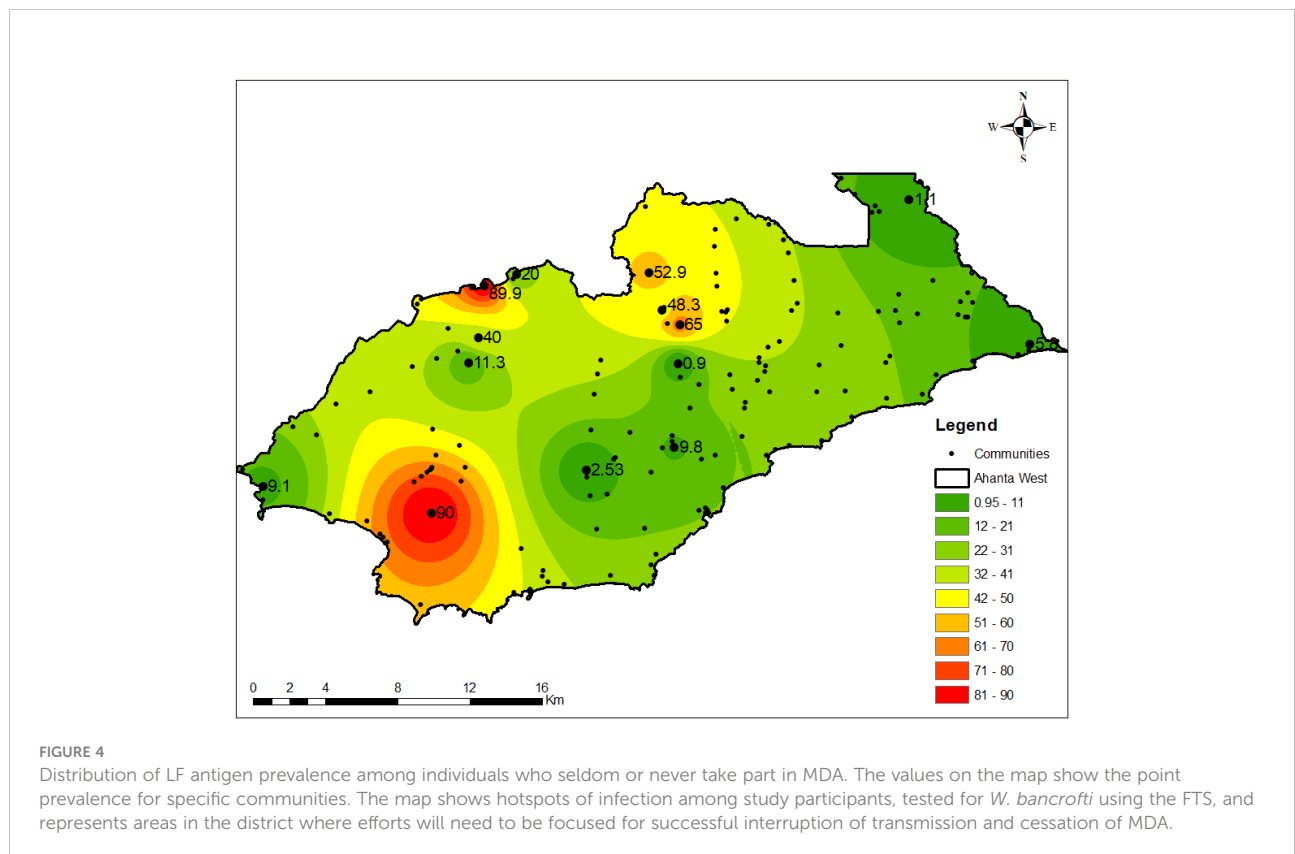 N
W E
S
1.1
20
52.9
89.9
48.3
65
40
5.8
11.3
0.9
9.8
2.53
9.1
90
Legend
Communities
Ahanta West
0.95 - 11
12 - 21
22 - 31
32 - 41
42 - 50
51 - 60
61 - 70
71 - 80
81 - 90
0 2 4 8 12 16
Km
FIGURE 4
Distribution of LF antigen prevalence among individuals who seldom or never take part in MDA. The values on the map show the point
prevalence for specific communities. The map shows hotspots of infection among study participants, tested for W. bancrofti using the FTS, and
represents areas in the district where efforts will need to be focused for successful interruption of transmission and cessation of MDA.